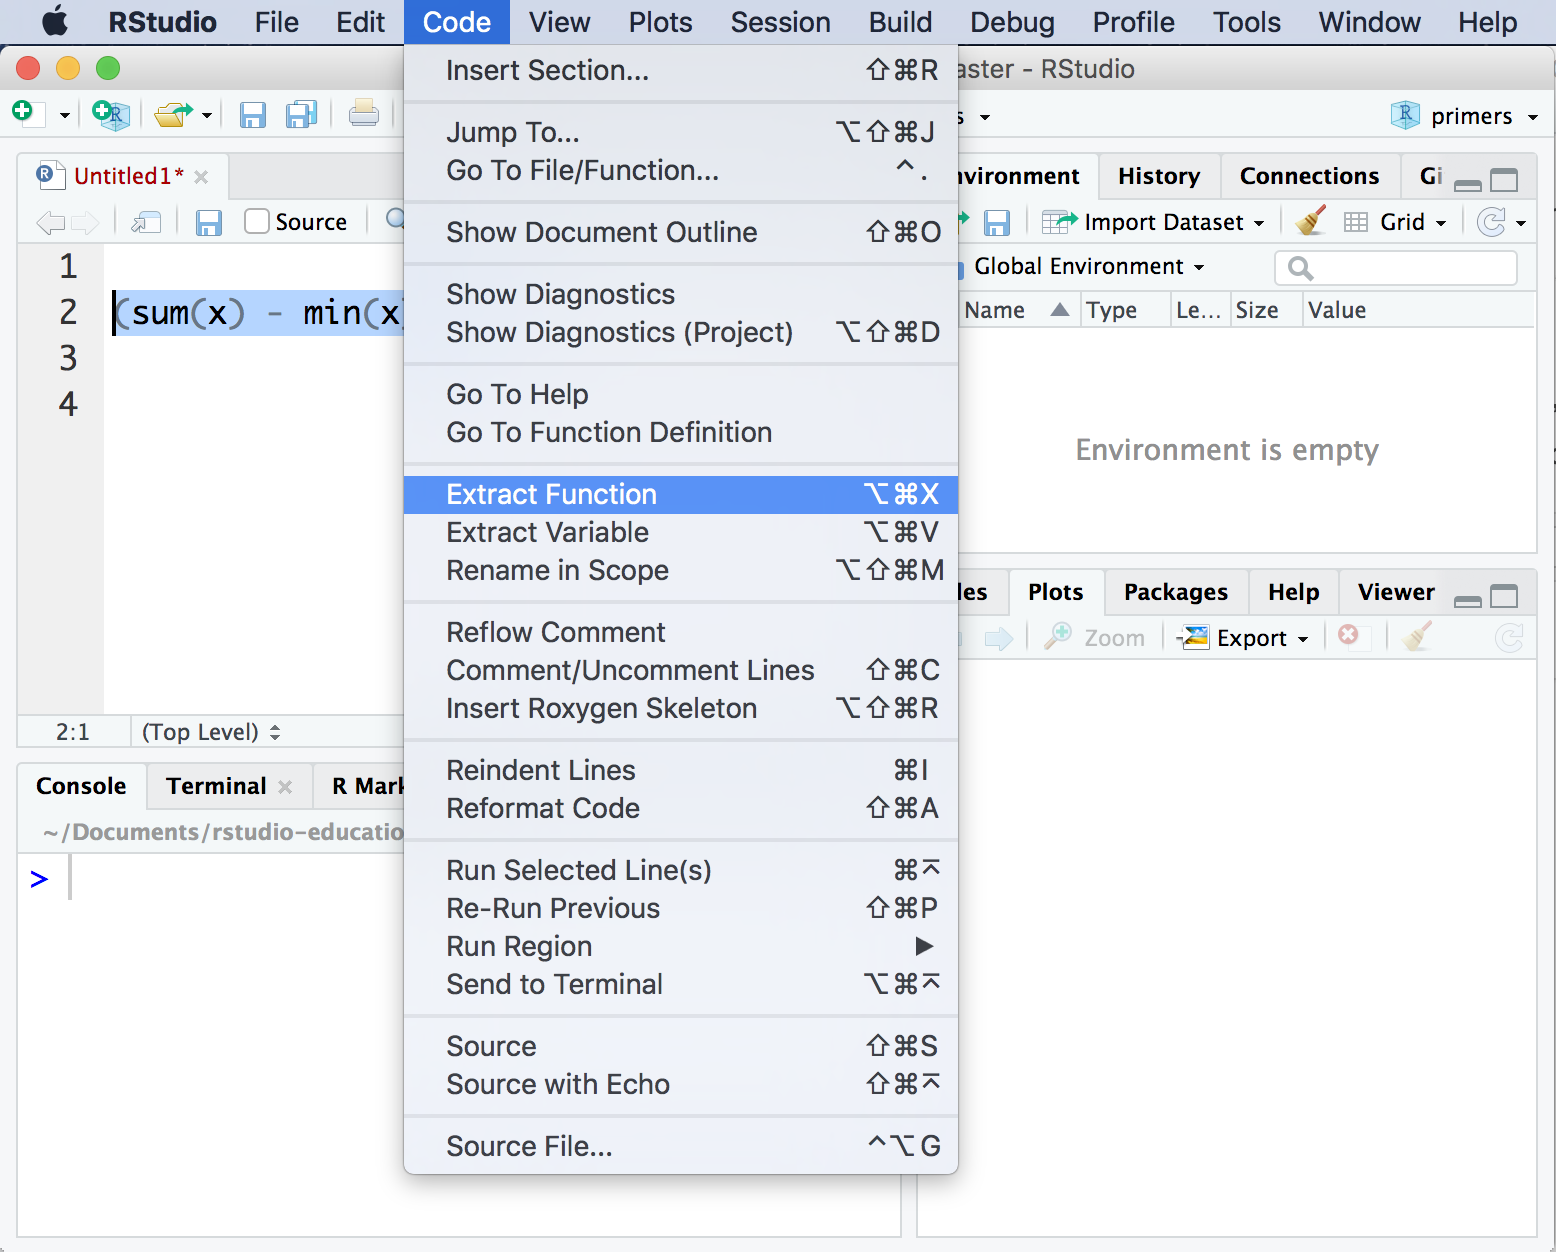 RStudio File Edit Code View Plots Session Build Debug Profile Tools Window Help
aster - RStudio
primers
Untitled1*
Source
1
2 (sum(x) - min(x
3
4
2:1 (Top Level)
Console Terminal R Mark
~/Documents/rstudio-educatio
>
Insert Section... ⇧⌘R
Jump To... ⌥⇧⌘J
Go To File/Function... ^ .
Show Document Outline ⇧⌘O
Show Diagnostics
Show Diagnostics (Project) ⌥⇧⌘D
Go To Help
Go To Function Definition
Extract Function ⌥⌘X
Extract Variable ⌥⌘V
Rename in Scope ⌥⇧⌘M
Reflow Comment
Comment/Uncomment Lines ⇧⌘C
Insert Roxygen Skeleton ⌥⇧⌘R
Reindent Lines ⌘I
Reformat Code ⇧⌘A
Run Selected Line(s) ⌘⌤
Re-Run Previous ⇧⌘P
Run Region ▶
Send to Terminal ⌥⌘⌤
Source ⇧⌘S
Source with Echo ⇧⌘⌤
Source File... ^⌥G
nvironment History Connections Gi
Import Dataset Grid
Global Environment
Name Type Le... Size Value
Environment is empty
les Plots Packages Help Viewer
Zoom Export